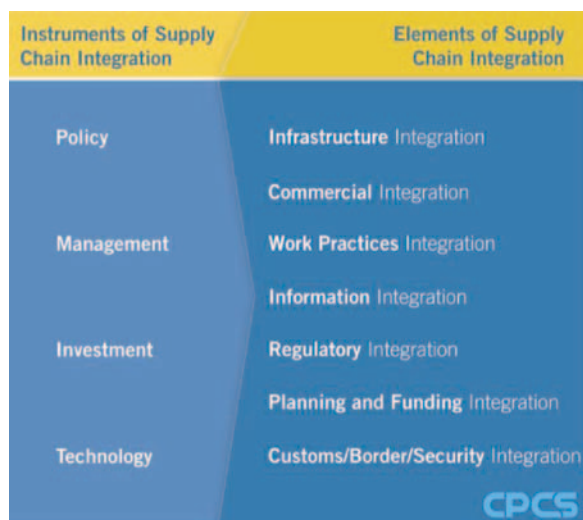 Instruments of Supply
Chain Integration
Elements of Supply
Chain Integration
Policy
Infrastructure Integration
Commercial Integration
Management
Work Practices Integration
Information Integration
Investment
Regulatory Integration
Planning and Funding Integration
Technology
Customs/Border/Security Integration
CPCS